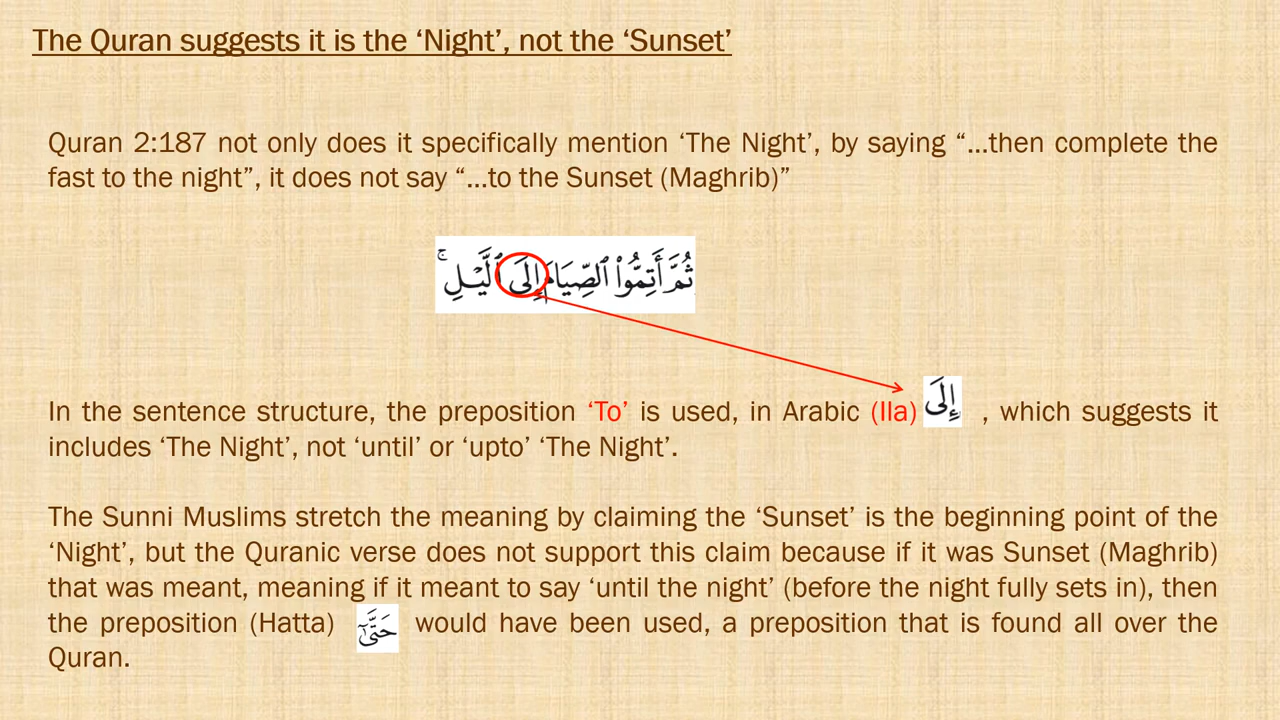 The Quran suggests it is the ‘Night’, not the ‘Sunset’
Quran 2:187 not only does it specifically mention ‘The Night’, by saying “...then complete the
fast to the night”, it does not say “...to the Sunset (Maghrib)”
ثُمَّ أَتِمُّوا۟ ٱلصِّيَامَ إِلَى ٱلَّيْلِ ۚ
In the sentence structure, the preposition ‘To’ is used, in Arabic (Ila) إِلَى , which suggests it
includes ‘The Night’, not ‘until’ or ‘upto’ ‘The Night’.
The Sunni Muslims stretch the meaning by claiming the ‘Sunset’ is the beginning point of the
‘Night’, but the Quranic verse does not support this claim because if it was Sunset (Maghrib)
that was meant, meaning if it meant to say ‘until the night’ (before the night fully sets in), then
the preposition (Hatta) حَتَّىٰٓ would have been used, a preposition that is found all over the
Quran.